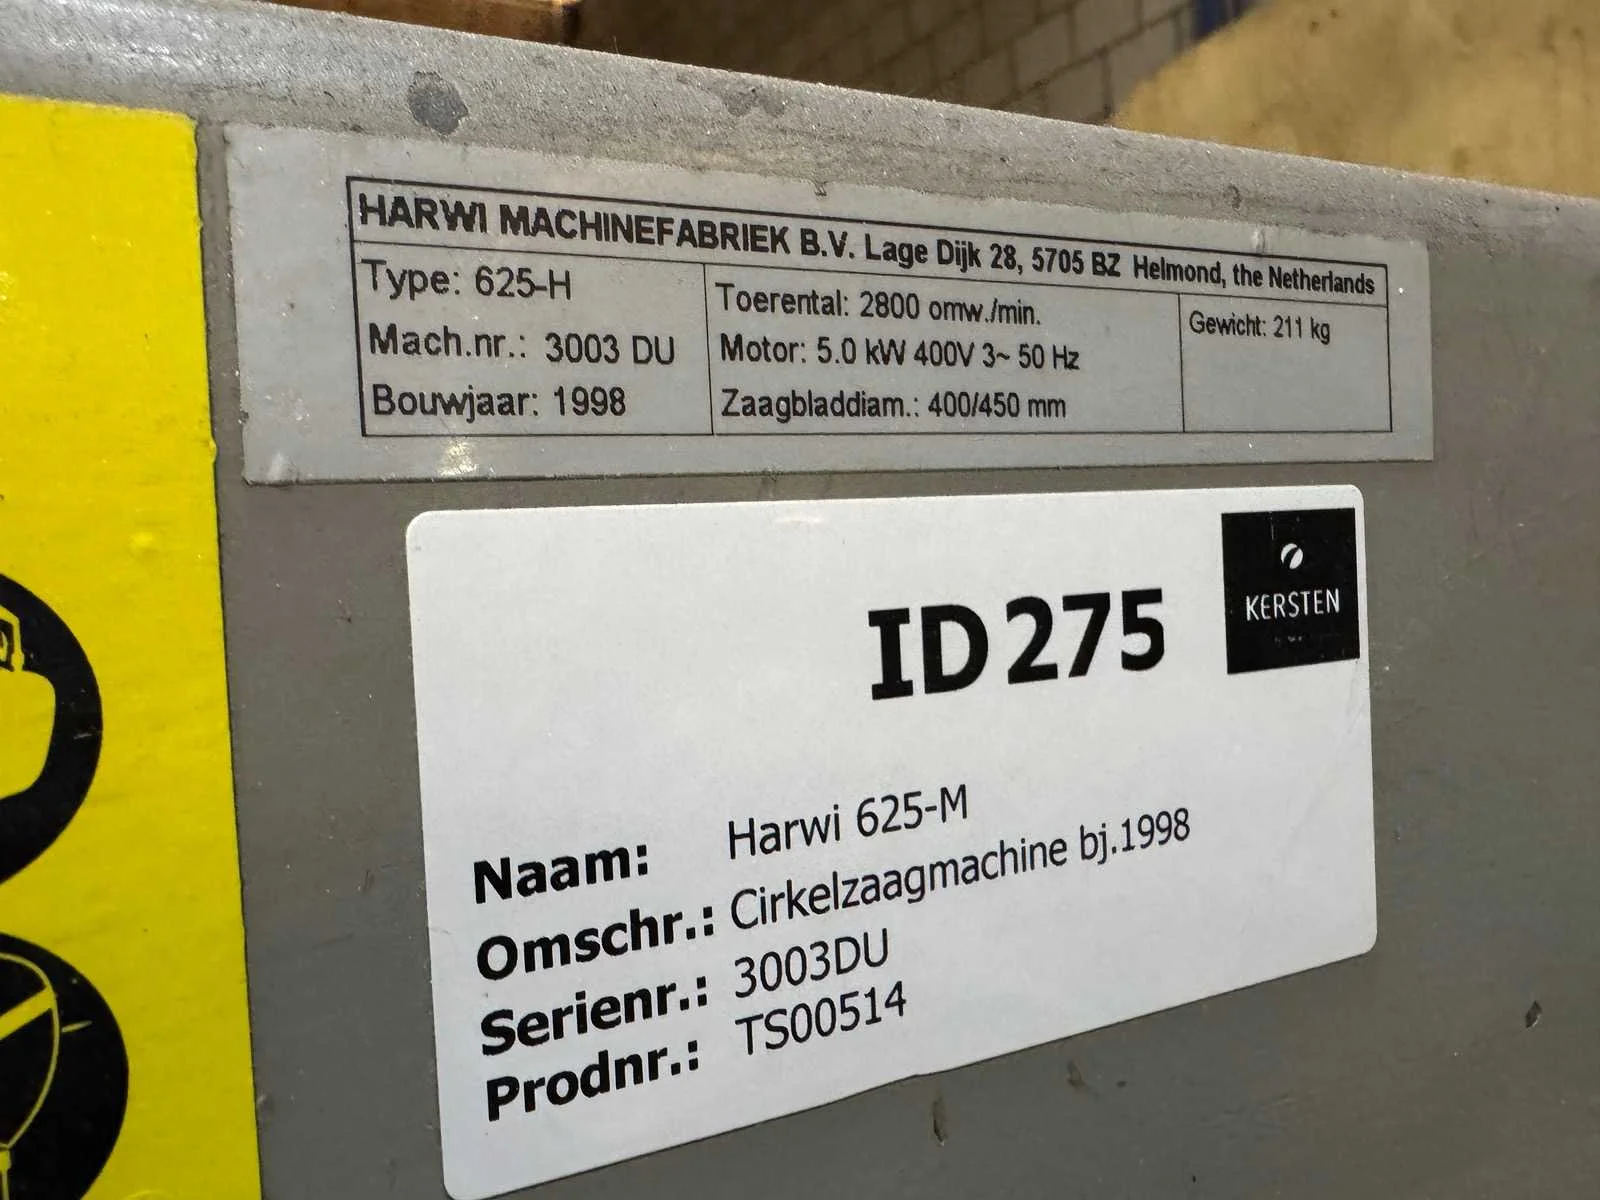 HARWI MACHINEFABRIEK B.V. Lage Dijk 28, 5705 BZ Helmond, the Netherlands
Type: 625-H
Mach.nr.: 3003 DU
Bouwjaar: 1998
Toerental: 2800 omw./min.
Motor: 5.0 kW 400V 3~ 50 Hz
Zaagbladdiam.: 400/450 mm
Gewicht: 211 kg
KERSTEN
ID275
Naam: Harwi 625-M
Omschr.: Cirkelzaagmachine bj.1998
Serienr.: 3003DU
Prodnr.: TS00514